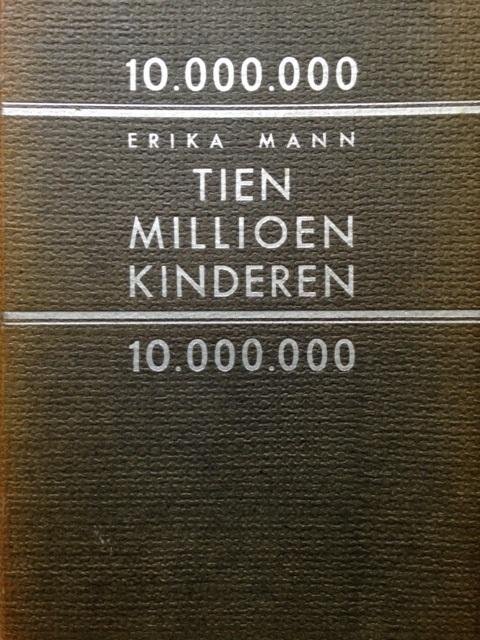 10.000.000
ERIKA MANN
TIEN
MILLIOEN
KINDEREN
10.000.000